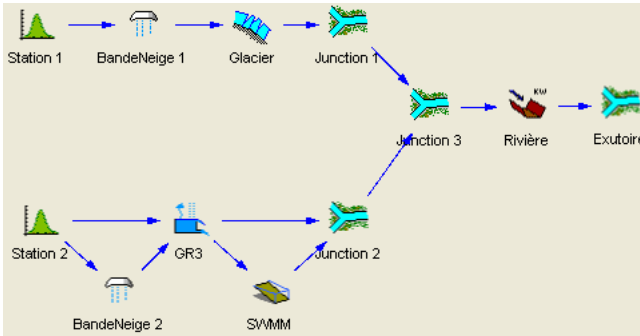 Station 1
BandeNeige 1
Glacier
Junction 1
KW
Junction 3
Rivière
Exutoire
Station 2
GR3
Junction 2
BandeNeige 2
SWMM